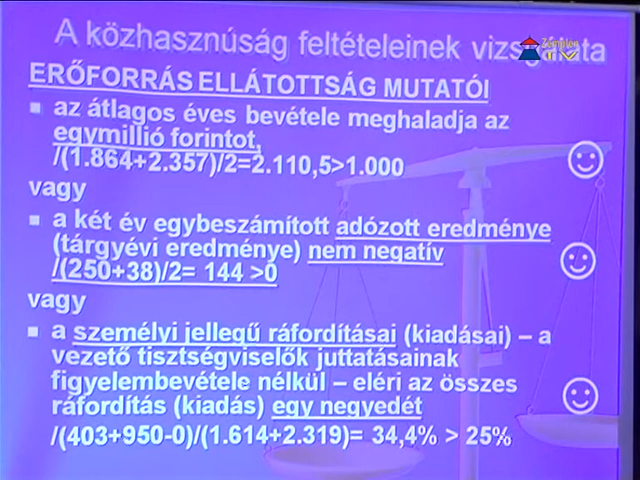 A közhasznúság feltételeinek vizsgálata
Zemplén
TV
ERŐFORRÁS ELLÁTOTTSÁG MUTATÓI
▪ az átlagos éves bevétele meghaladja az
egymillió forintot,
/(1.864+2.357)/2=2.110,5>1.000
vagy
▪ a két év egybeszámított adózott eredménye
(tárgyévi eredménye) nem negatív
/(250+38)/2= 144 >0
vagy
▪ a személyi jellegű ráfordításai (kiadásai) – a
vezető tisztségviselők juttatásainak
figyelembevétele nélkül – eléri az összes
ráfordítás (kiadás) egy negyedét
/(403+950-0)/(1.614+2.319)= 34,4% > 25%